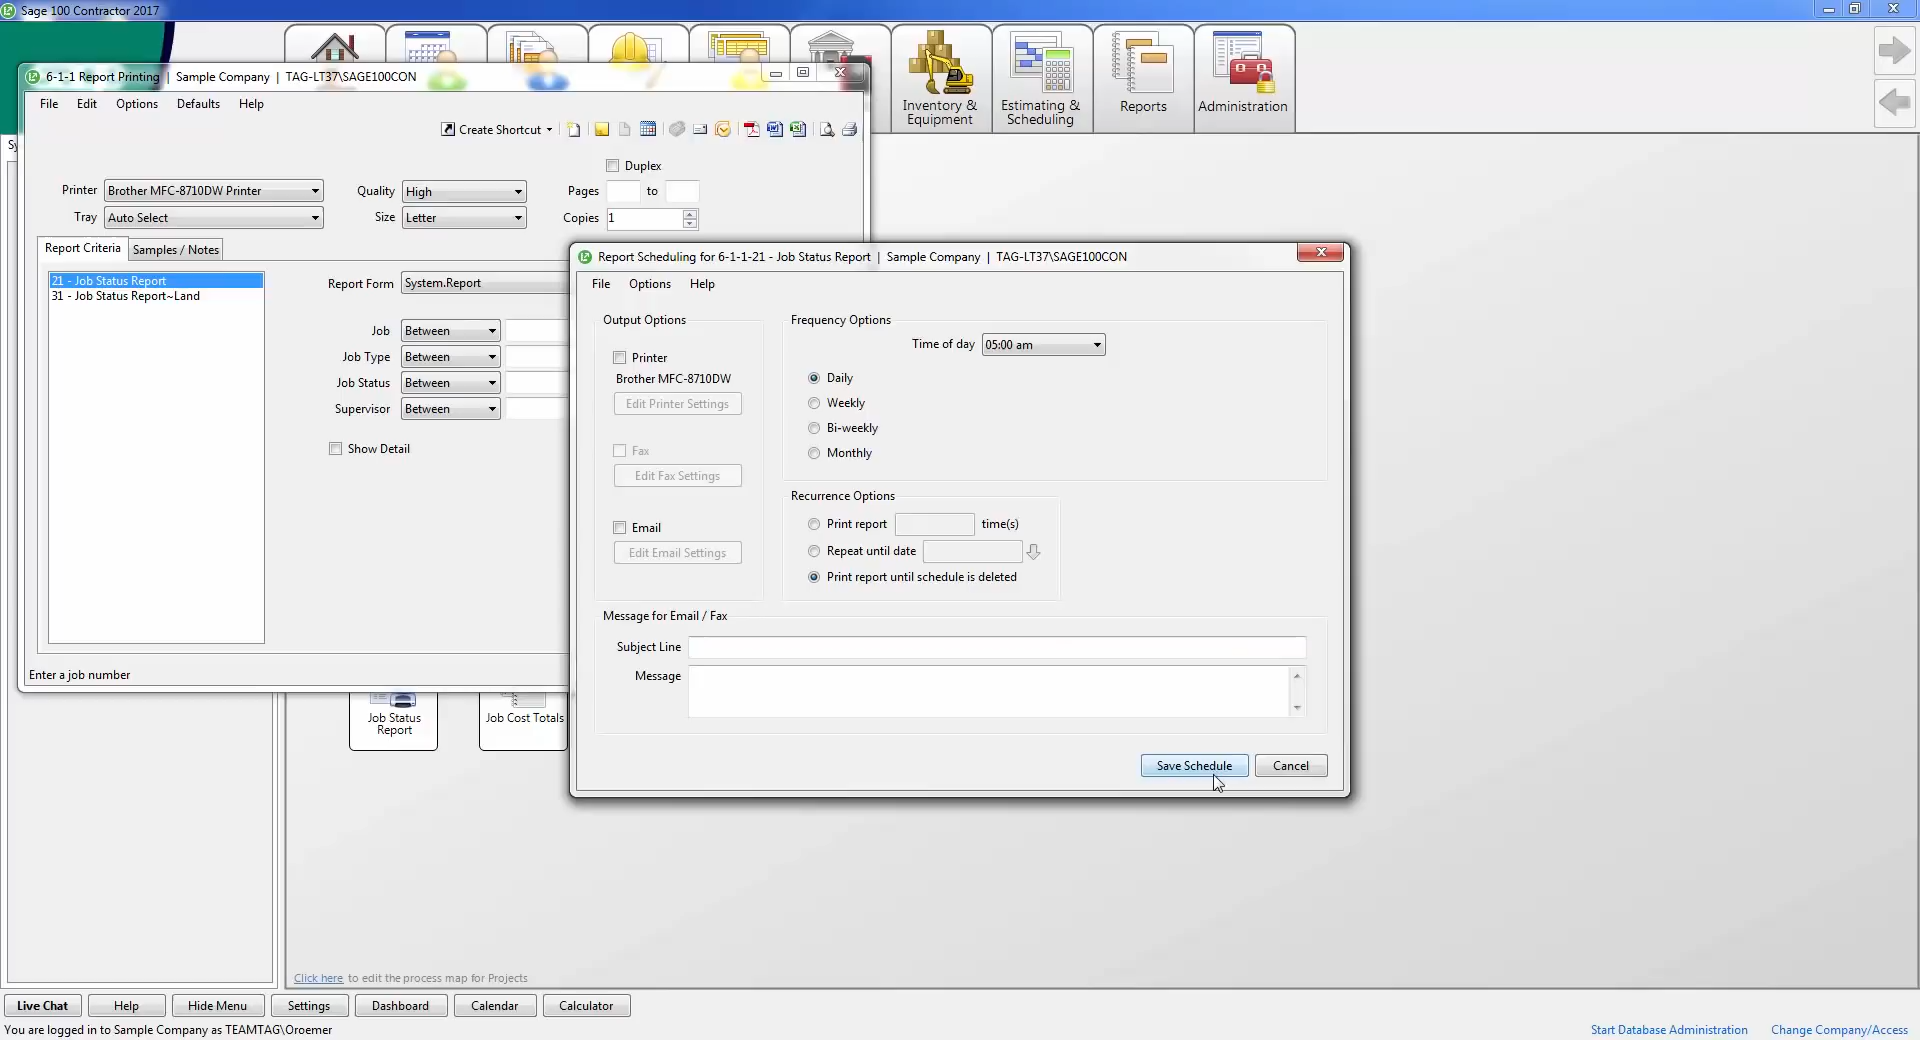 Sage 100 Contractor 2017
Inventory &
Equipment
Estimating &
Scheduling
Reports
Administration
6-1-1 Report Printing | Sample Company | TAG-LT37\SAGE100CON
File Edit Options Defaults Help
Create Shortcut
Duplex
Printer Brother MFC-8710DW Printer Quality High Pages to
Tray Auto Select Size Letter Copies 1
Report Criteria Samples / Notes
21 - Job Status Report
31 - Job Status Report~Land
Report Form System.Report
Job Between
Job Type Between
Job Status Between
Supervisor Between
Show Detail
Enter a job number
Report Scheduling for 6-1-1-21 - Job Status Report | Sample Company | TAG-LT37\SAGE100CON
File Options Help
Output Options
Printer
Brother MFC-8710DW
Edit Printer Settings
Fax
Edit Fax Settings
Email
Edit Email Settings
Frequency Options
Time of day 05:00 am
Daily
Weekly
Bi-weekly
Monthly
Recurrence Options
Print report time(s)
Repeat until date
Print report until schedule is deleted
Message for Email / Fax
Subject Line
Message
Save Schedule Cancel
Job Status
Report
Job Cost Totals
Click here to edit the process map for Projects
Live Chat Help Hide Menu Settings Dashboard Calendar Calculator
You are logged in to Sample Company as TEAMTAG\Oroemer
Start Database Administration Change Company/Access